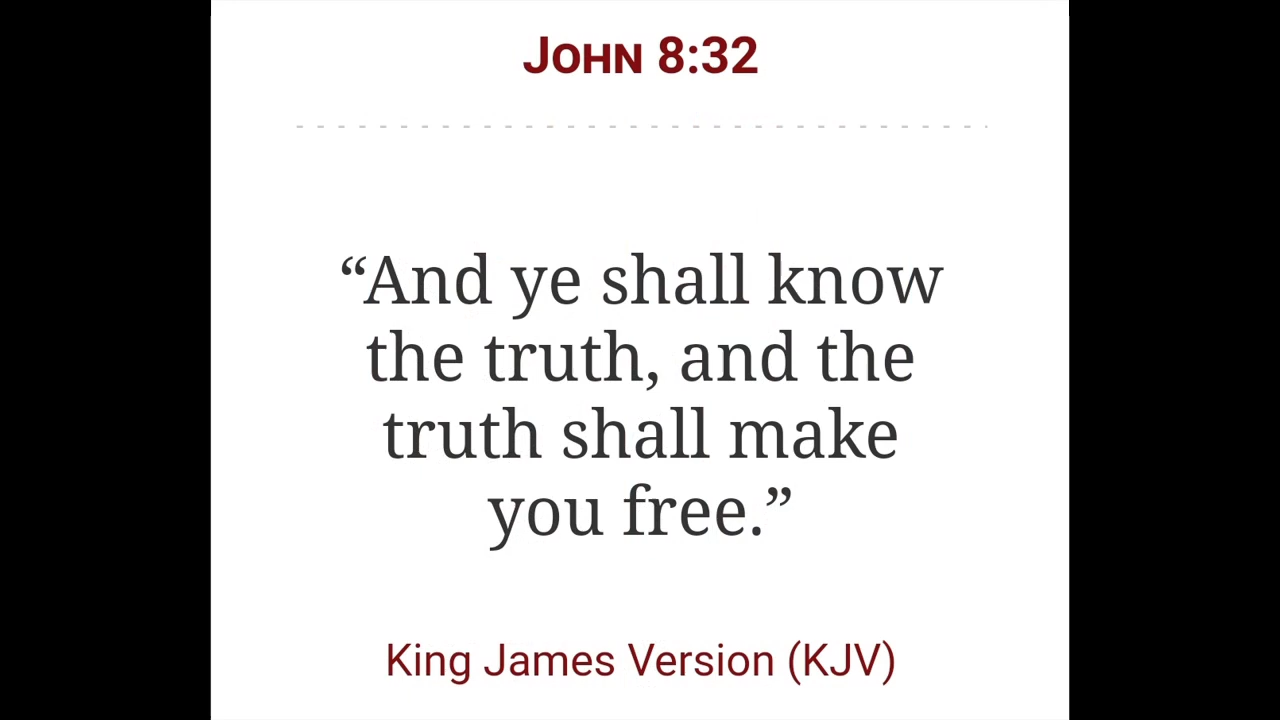 John 8:32
“And ye shall know
the truth, and the
truth shall make
you free.”
King James Version (KJV)